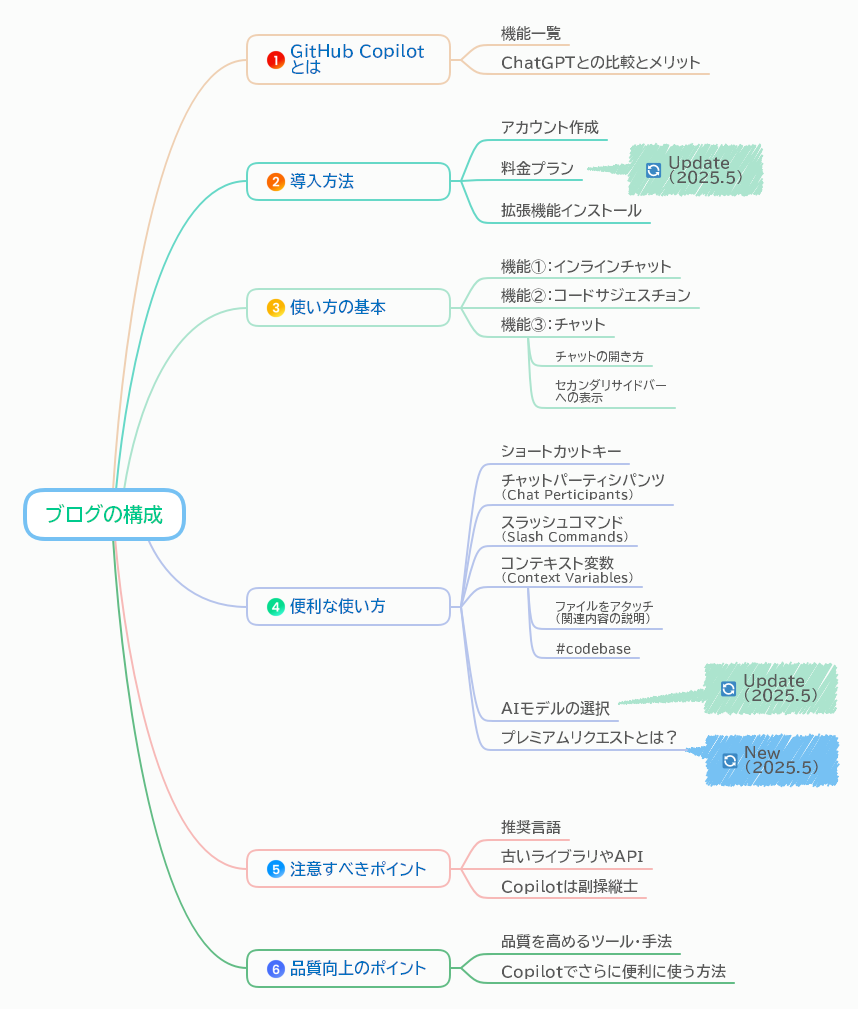 ブログの構成
1 GitHub Copilot
とは
機能一覧
ChatGPTとの比較とメリット
2 導入方法
アカウント作成
料金プラン
Update
（2025.5）
拡張機能インストール
3 使い方の基本
機能①：インラインチャット
機能②：コードサジェスチョン
機能③：チャット
チャットの開き方
セカンダリサイドバー
への表示
4 便利な使い方
ショートカットキー
チャットパーティシパンツ
（Chat Perticipants）
スラッシュコマンド
（Slash Commands）
コンテキスト変数
（Context Variables）
ファイルをアタッチ
（関連内容の説明）
#codebase
AIモデルの選択
Update
（2025.5）
プレミアムリクエストとは？
New
（2025.5）
5 注意すべきポイント
推奨言語
古いライブラリやAPI
Copilotは副操縦士
6 品質向上のポイント
品質を高めるツール・手法
Copilotでさらに便利に使う方法